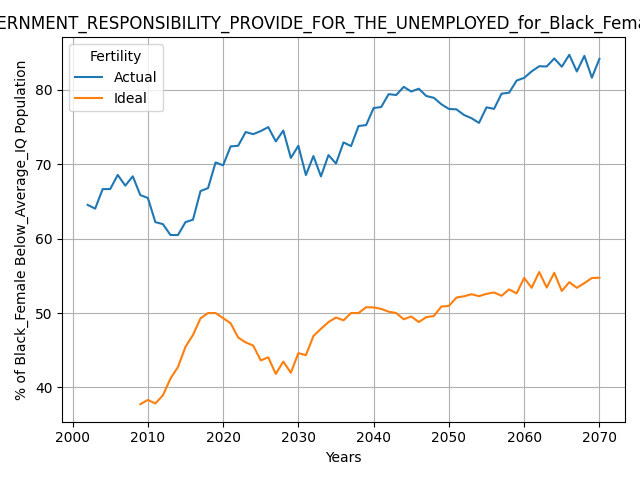 ERNMENT_RESPONSIBILITY_PROVIDE_FOR_THE_UNEMPLOYED_for_Black_Fema
Fertility
Actual
Ideal
% of Black_Female Below_Average_IQ Population
80
70
60
50
40
2000 2010 2020 2030 2040 2050 2060 2070
Years